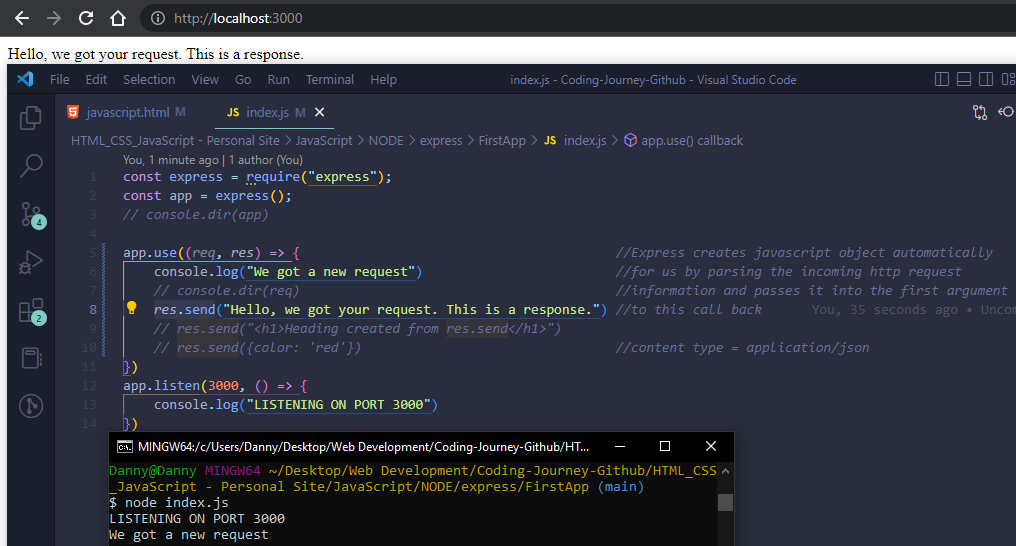 http://localhost:3000
Hello, we got your request. This is a response.
File Edit Selection View Go Run Terminal Help index.js - Coding-Journey-Github - Visual Studio Code
javascript.html M JS index.js M
HTML_CSS_JavaScript - Personal Site > JavaScript > NODE > express > FirstApp > JS index.js > app.use() callback
You, 1 minute ago | 1 author (You)
1 const express = require("express");
2 const app = express();
3 // console.dir(app)
4
5 app.use((req, res) => { //Express creates javascript object automatically
6 console.log("We got a new request") //for us by parsing the incoming http request
7 // console.dir(req) //information and passes it into the first argument
8 res.send("Hello, we got your request. This is a response.") //to this call back You, 35 seconds ago • Uncom
9 // res.send("<h1>Heading created from res.send</h1>")
10 // res.send({color: 'red'}) //content type = application/json
11 })
12 app.listen(3000, () => {
13 console.log("LISTENING ON PORT 3000")
14 })
4
2
MINGW64:/c/Users/Danny/Desktop/Web Development/Coding-Journey-Github/HT...
Danny@Danny MINGW64 ~/Desktop/Web Development/Coding-Journey-Github/HTML_CSS
_JavaScript - Personal Site/JavaScript/NODE/express/FirstApp (main)
$ node index.js
LISTENING ON PORT 3000
We got a new request